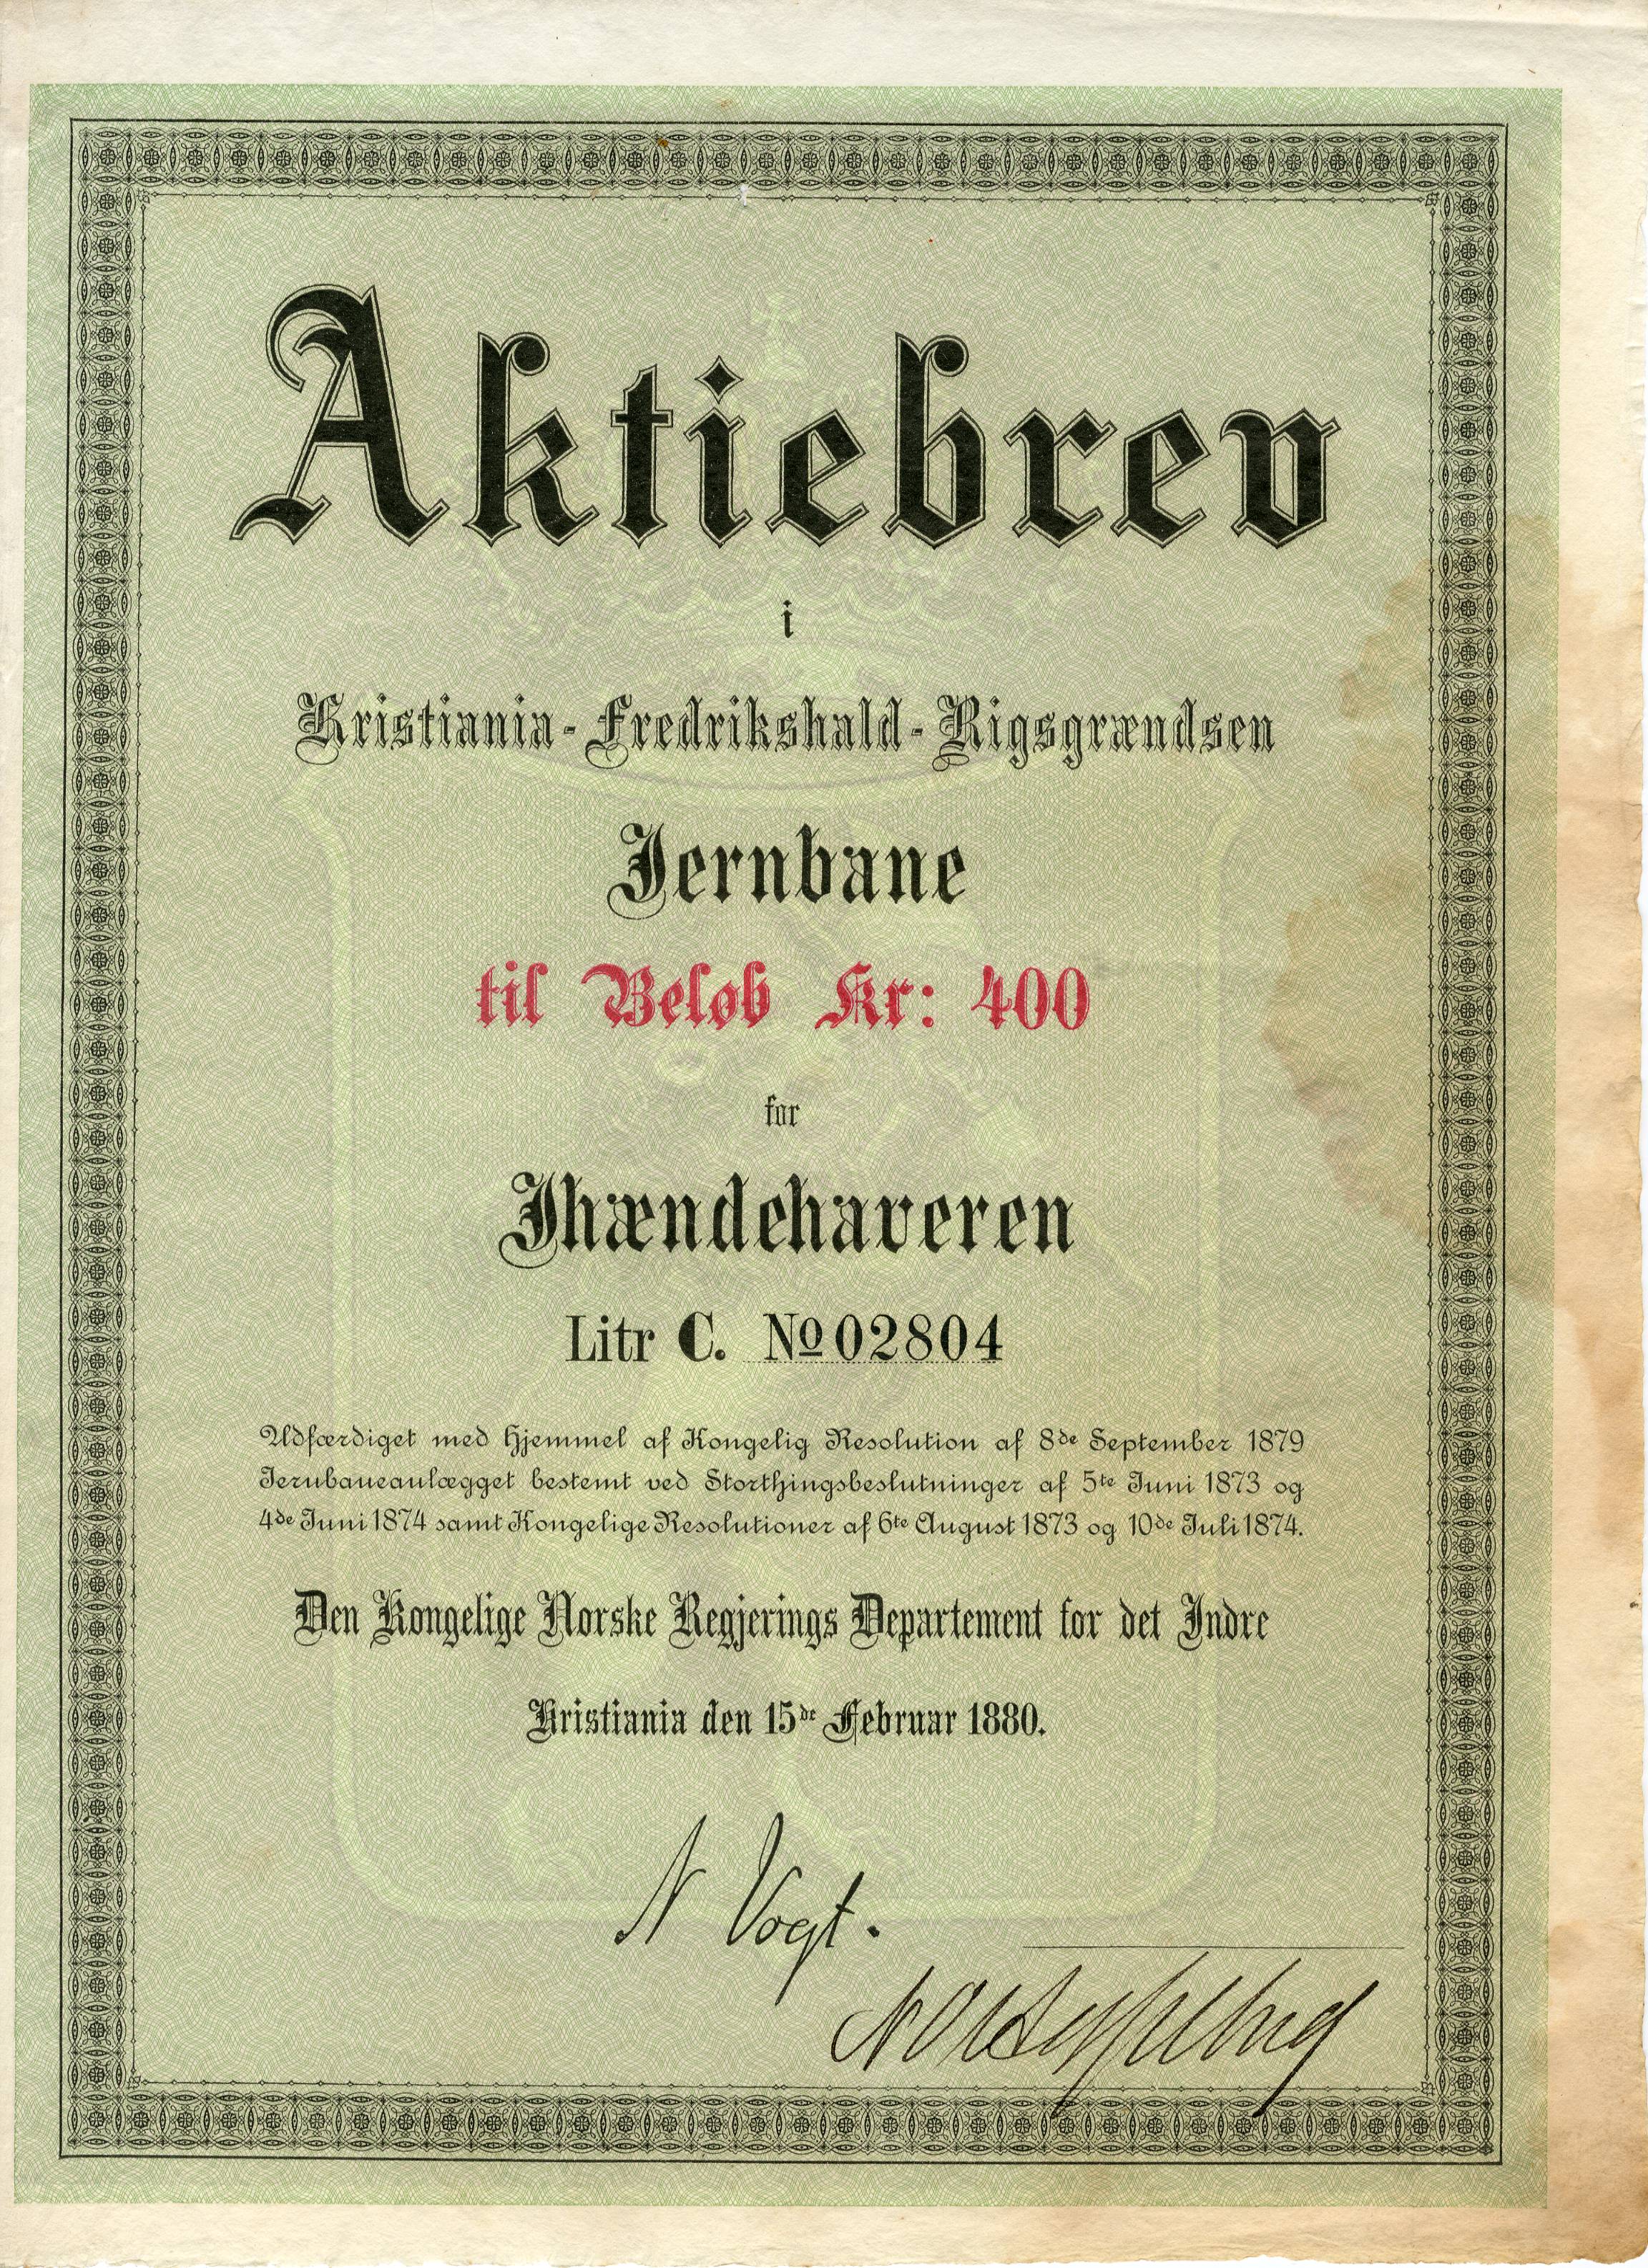 Aktiebrev
i
Kristiania-Fredrikshald-Rigsgrændsen
Jernbane
til Beløb Kr: 400
for
Ihændehaveren
Litr C. № 02804
Udfærdiget med Hjemmel af Kongelig Resolution af 8de September 1879
Jernbaneanlægget bestemt ved Storthingsbeslutninger af 5te Juni 1873 og
4de Juni 1874 samt Kongelige Resolutioner af 6te August 1873 og 10de Juli 1874.
Den Kongelige Norske Regjerings Departement for det Indre
Kristiania den 15de Februar 1880.
N Vogt.